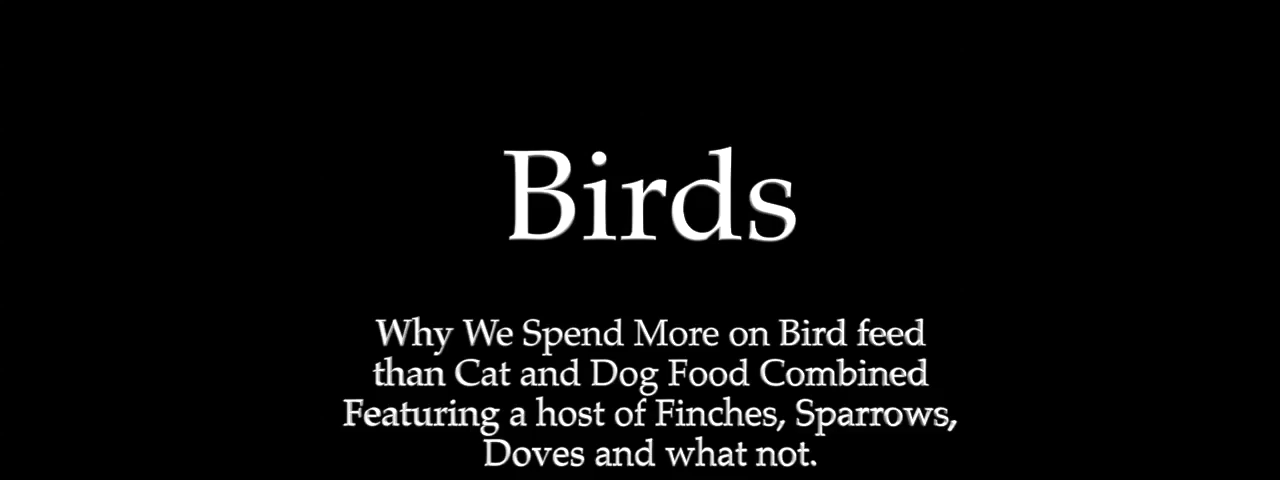 Birds
Why We Spend More on Bird feed
than Cat and Dog Food Combined
Featuring a host of Finches, Sparrows,
Doves and what not.